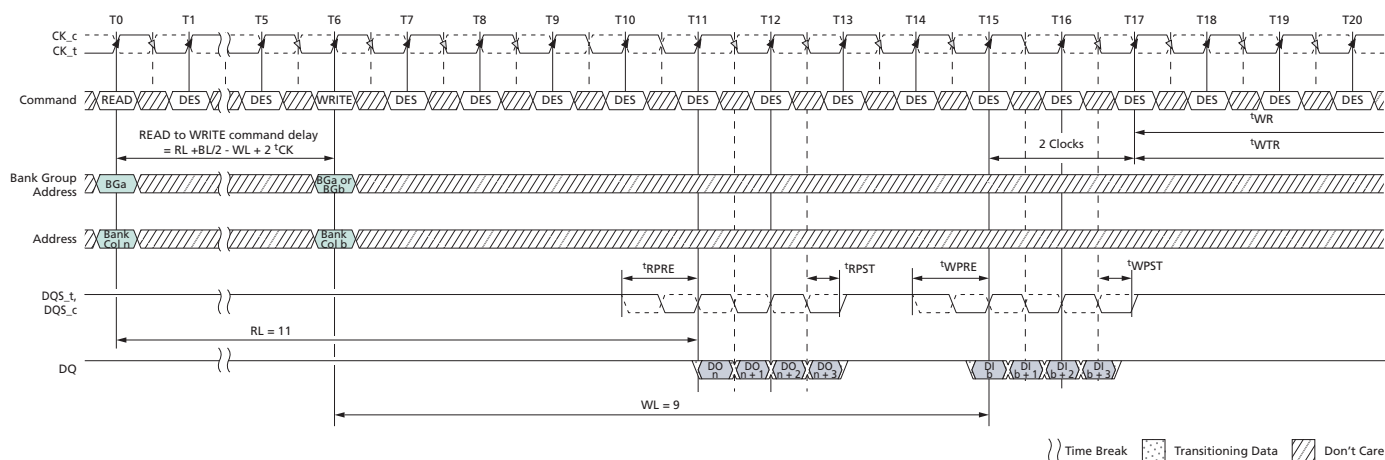 T0 T1 T5 T6 T7 T8 T9 T10 T11 T12 T13 T14 T15 T16 T17 T18 T19 T20
CK_c
CK_t
Command READ DES DES WRITE DES DES DES DES DES DES DES DES DES DES DES DES DES DES
tWR
READ to WRITE command delay
= RL +BL/2 - WL + 2 tCK
2 Clocks
tWTR
Bank Group
Address
BGa
BGa or
BGb
Address
Bank
Col n
Bank
Col b
tRPRE tRPST tWPRE tWPST
DQS_t,
DQS_c
RL = 11
DQ
DO
n
DO
n + 1
DO
n + 2
DO
n + 3
DI
b
DI
b + 1
DI
b + 2
DI
b + 3
WL = 9
Time Break Transitioning Data Don't Care